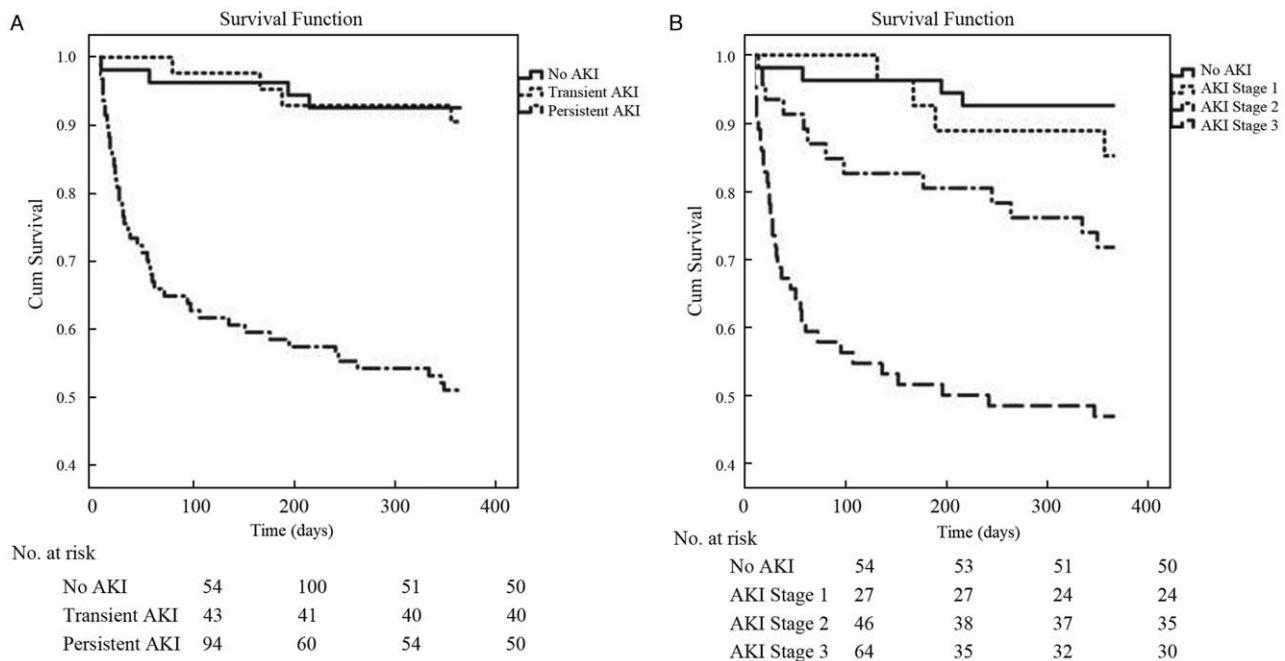 A
Survival Function
1.0
0.9
0.8
0.7
0.6
0.5
0.4
Cum Survival
0 100 200 300 400
Time (days)
No AKI
Transient AKI
Persistent AKI
No. at risk
No AKI 54 100 51 50
Transient AKI 43 41 40 40
Persistent AKI 94 60 54 50
B
Survival Function
1.0
0.9
0.8
0.7
0.6
0.5
0.4
Cum Survival
0 100 200 300 400
Time (days)
No AKI
AKI Stage 1
AKI Stage 2
AKI Stage 3
No. at risk
No AKI 54 53 51 50
AKI Stage 1 27 27 24 24
AKI Stage 2 46 38 37 35
AKI Stage 3 64 35 32 30